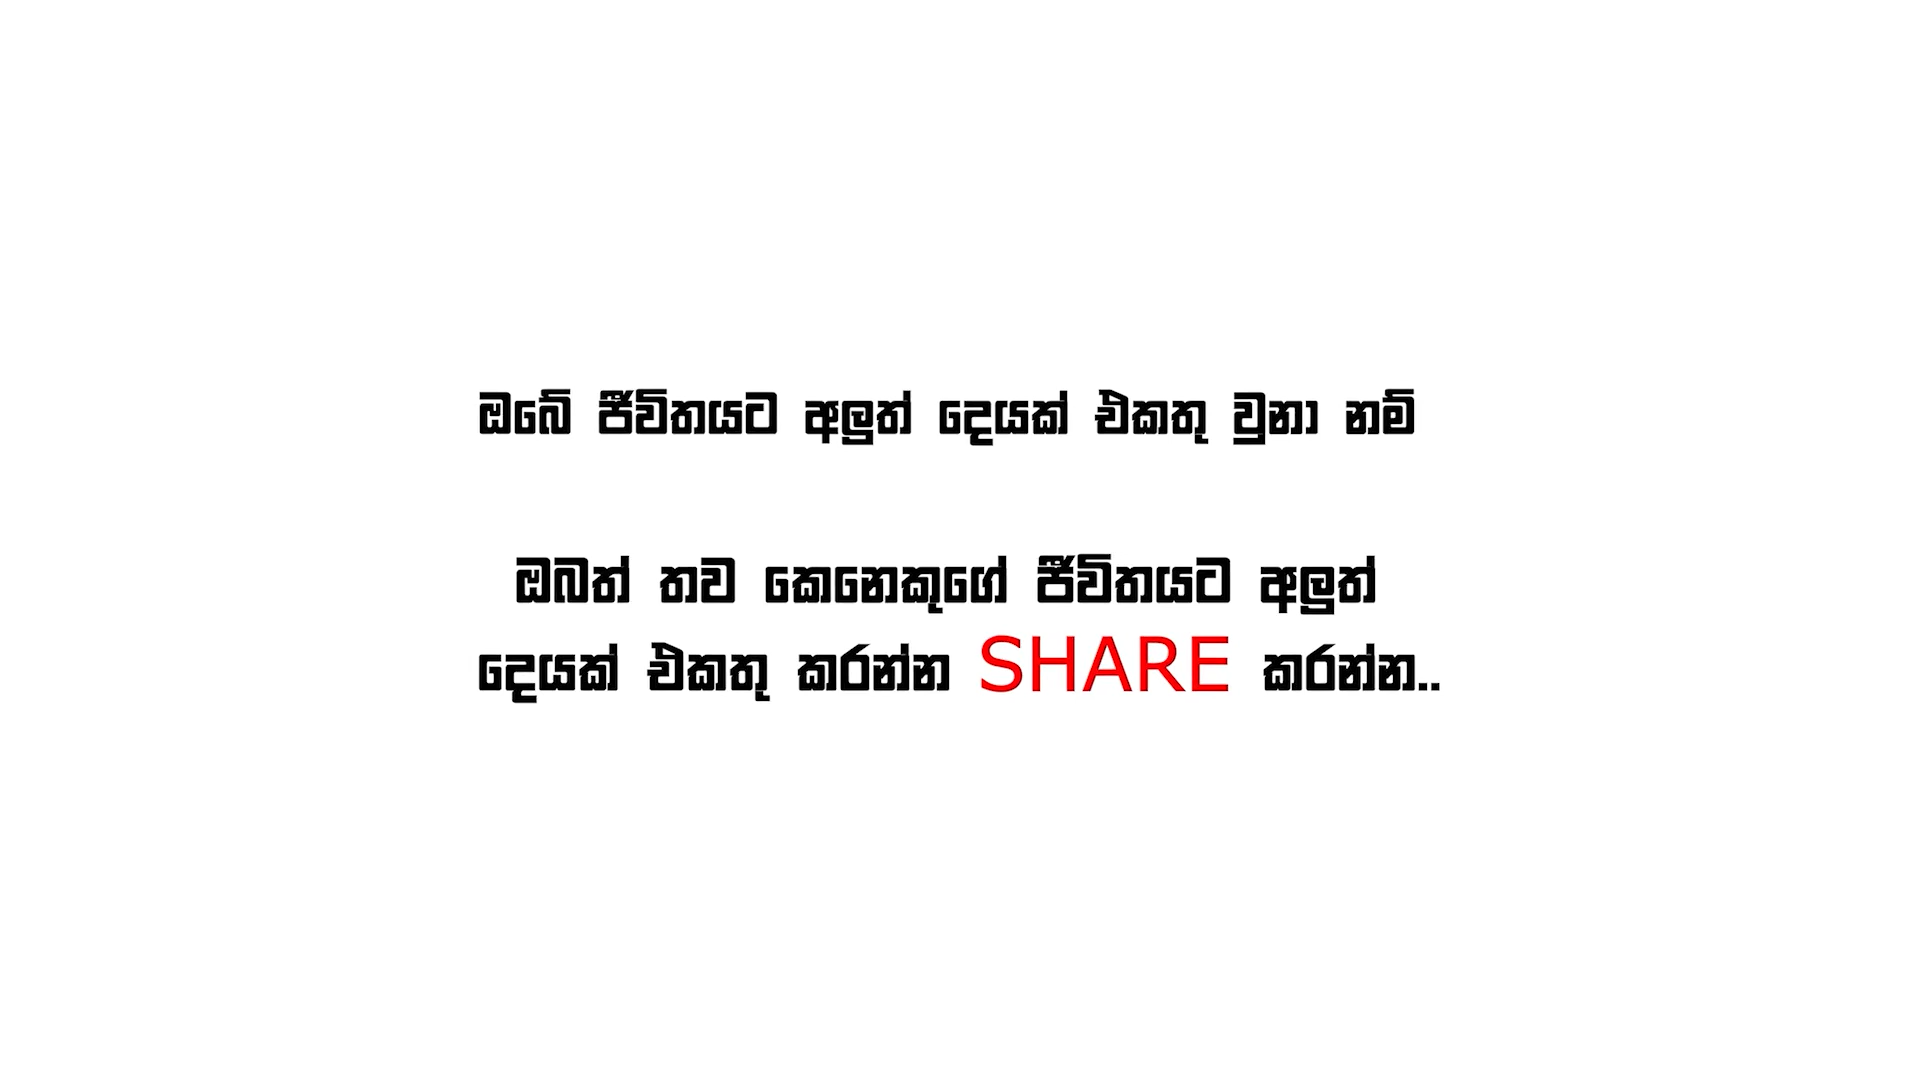 ඔබේ ජීවිතයට අලුත් දෙයක් එකතු වුනා නම්
ඔබත් තව කෙනෙකුගේ ජීවිතයට අලුත්
දෙයක් එකතු කරන්න SHARE කරන්න..